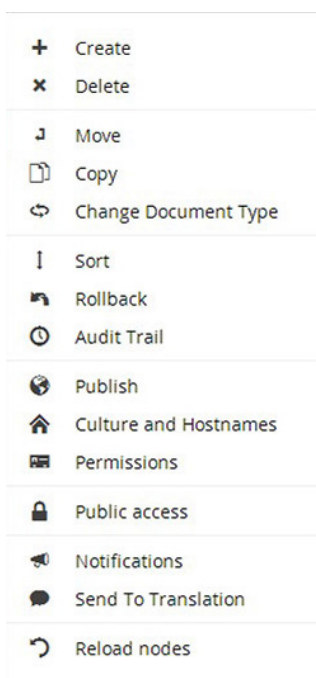 Create
Delete
Move
Copy
Change Document Type
Sort
Rollback
Audit Trail
Publish
Culture and Hostnames
Permissions
Public access
Notifications
Send To Translation
Reload nodes